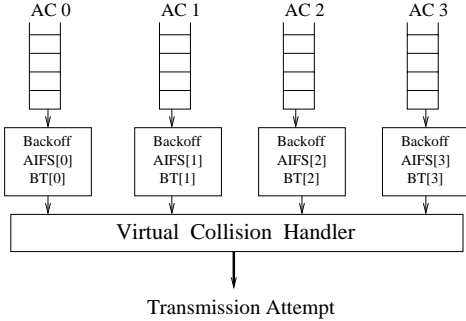 AC 0 AC 1 AC 2 AC 3
Backoff Backoff Backoff Backoff
AIFS[0] AIFS[1] AIFS[2] AIFS[3]
BT[0] BT[1] BT[2] BT[3]
Virtual Collision Handler
Transmission Attempt